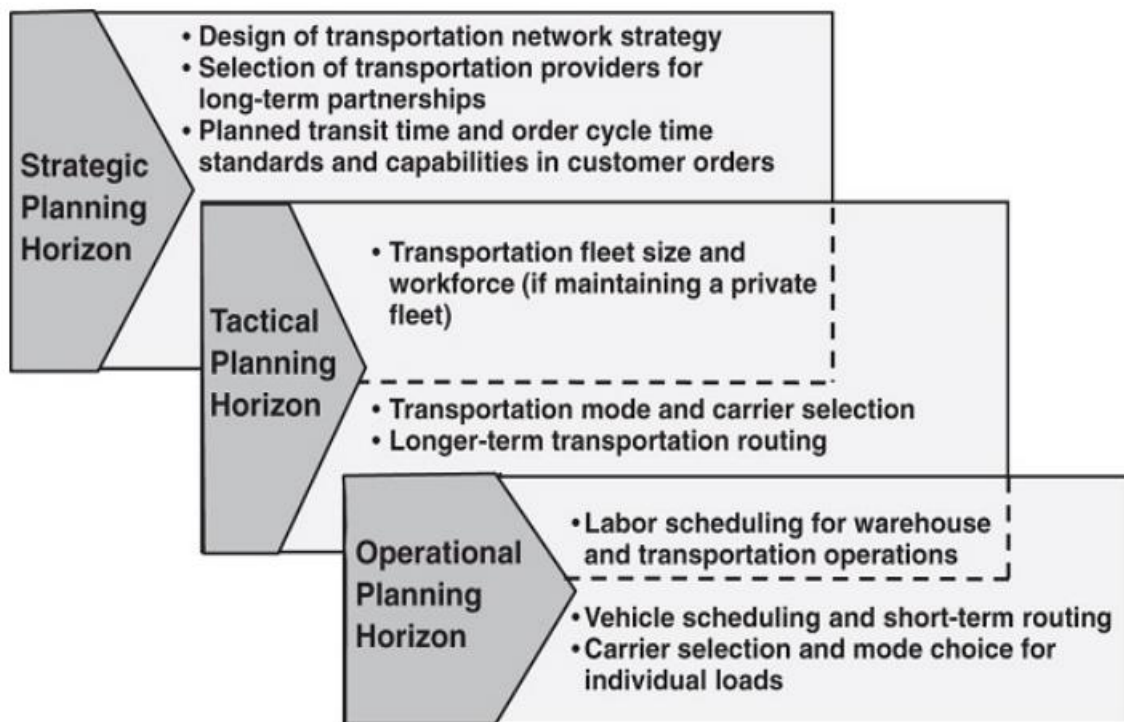 Strategic
Planning
Horizon
• Design of transportation network strategy
• Selection of transportation providers for
long-term partnerships
• Planned transit time and order cycle time
standards and capabilities in customer orders
Tactical
Planning
Horizon
• Transportation fleet size and
workforce (if maintaining a private
fleet)
• Transportation mode and carrier selection
• Longer-term transportation routing
Operational
Planning
Horizon
• Labor scheduling for warehouse
and transportation operations
• Vehicle scheduling and short-term routing
• Carrier selection and mode choice for
individual loads